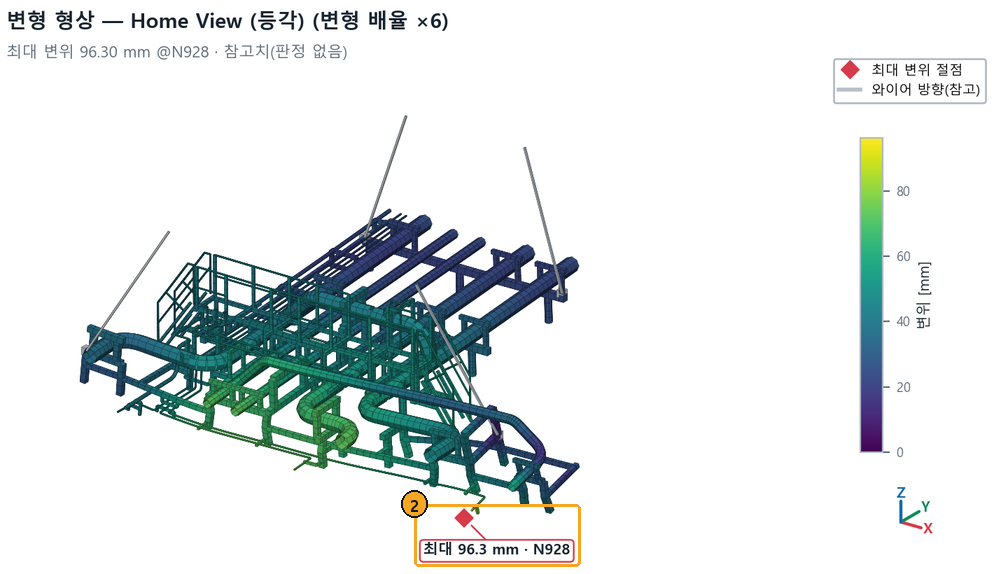 변형 형상 — Home View (등각) (변형 배율 ×6)
최대 변위 96.30 mm @N928 · 참고치(판정 없음)
최대 변위 절점
와이어 방향(참고)
80
60
40
20
0
변위 [mm]
Z
Y
X
2
최대 96.3 mm · N928